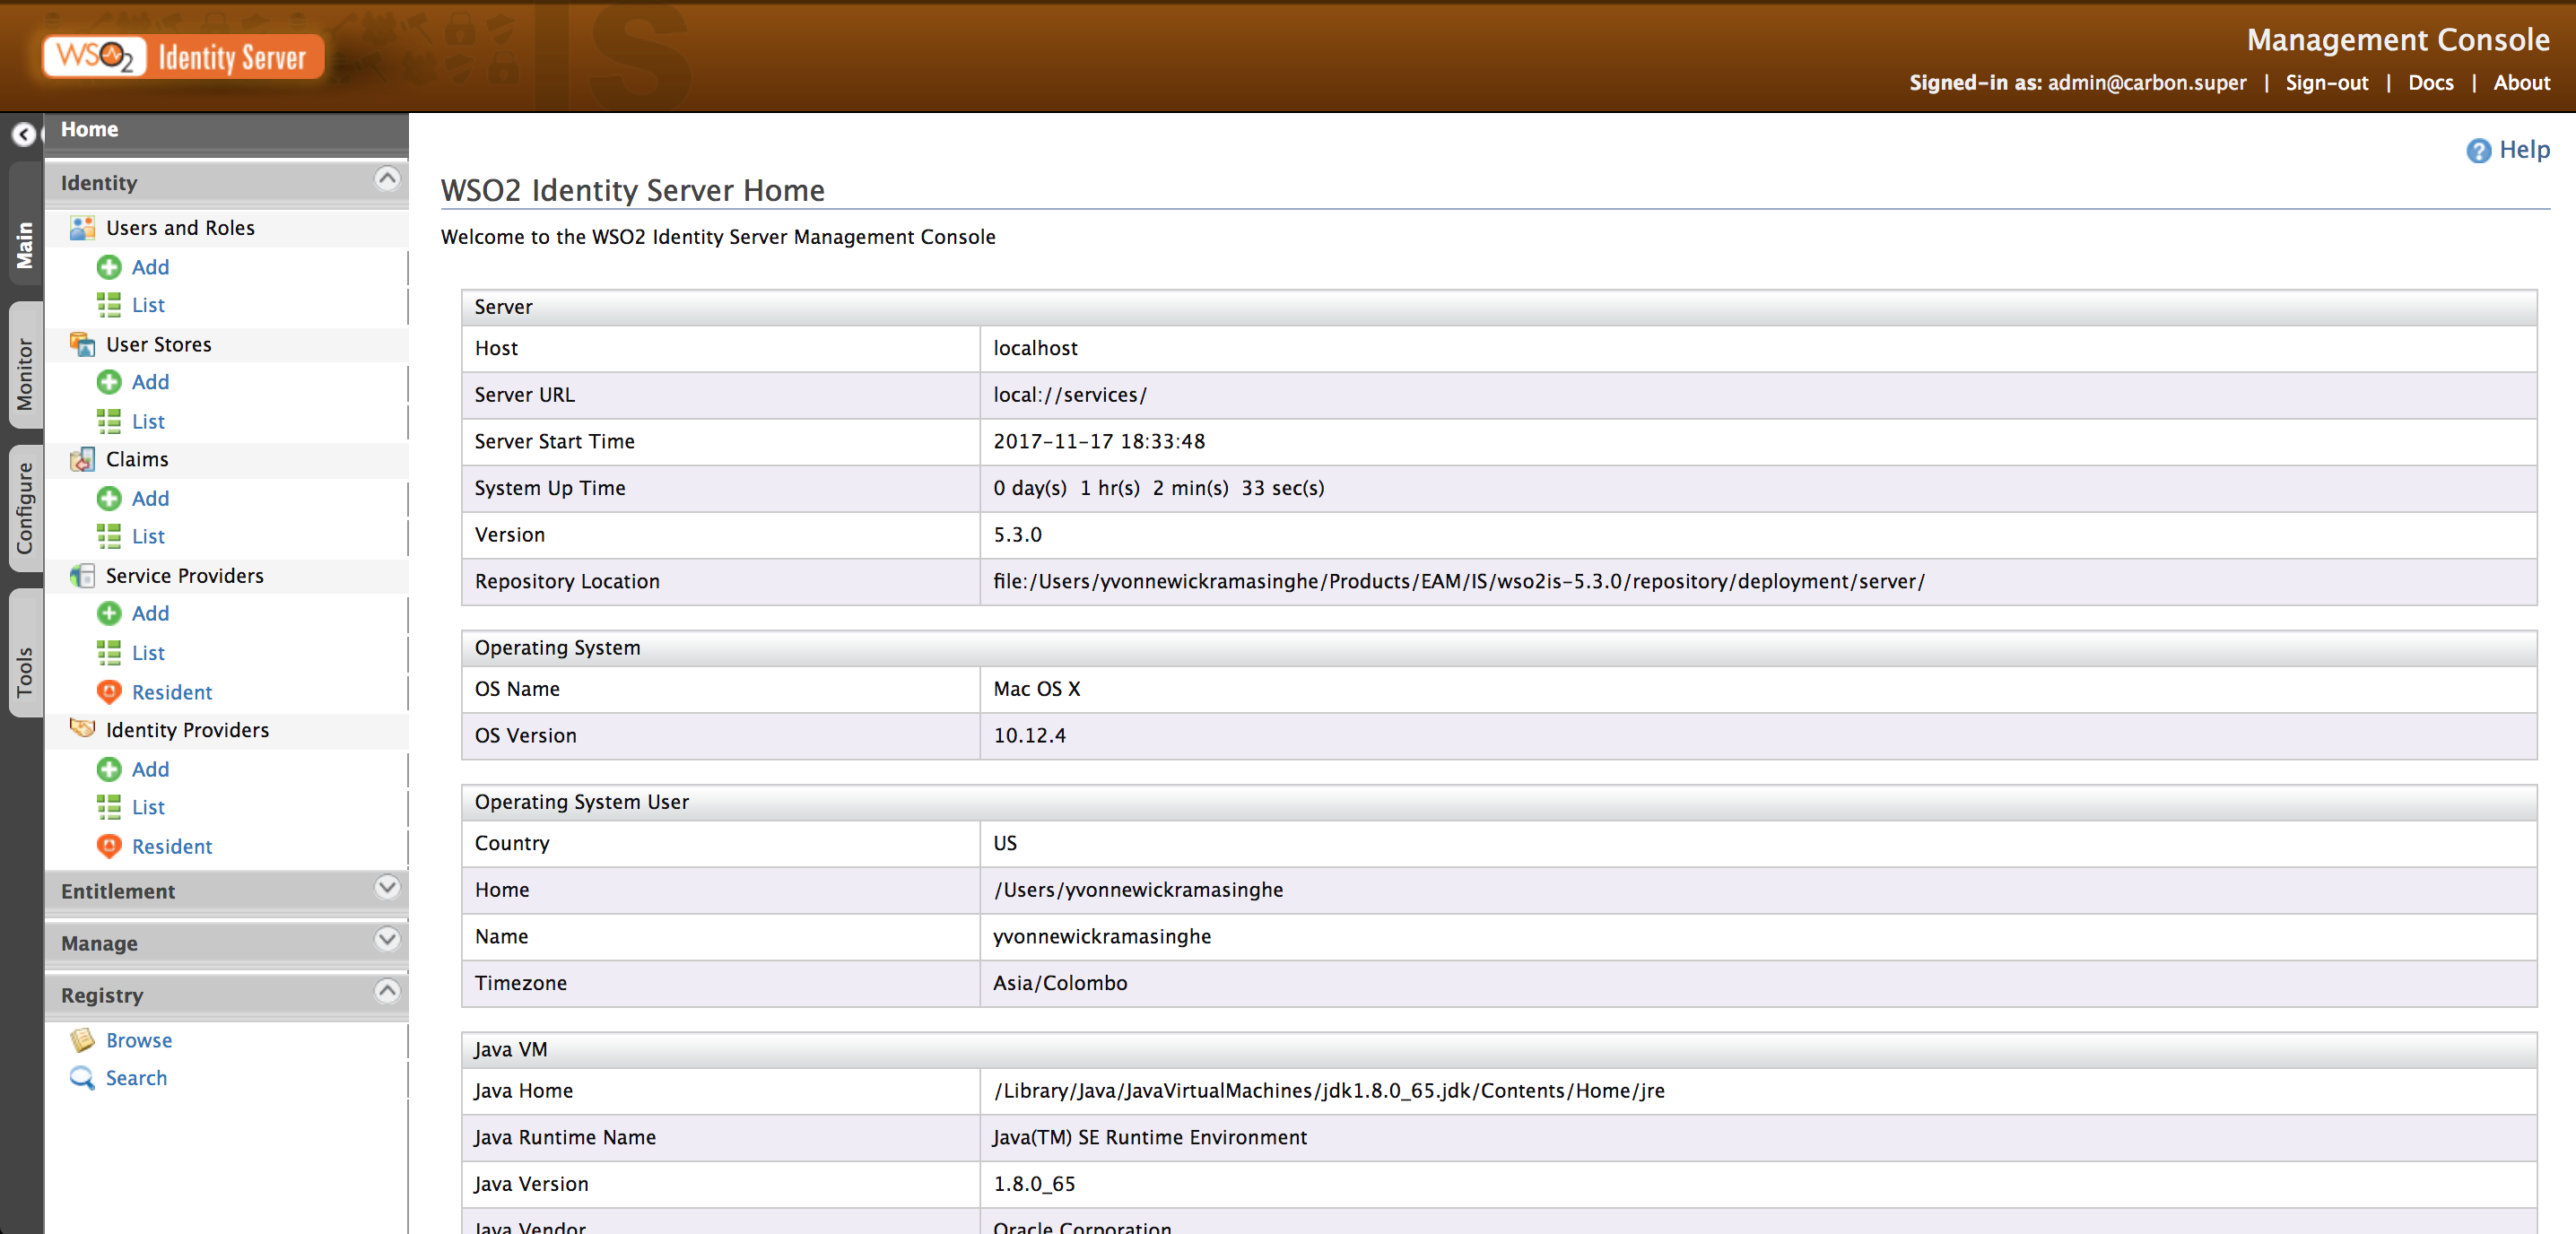 WSO2 Identity Server
Management Console
Signed-in as: admin@carbon.super | Sign-out | Docs | About
Home
Identity
Users and Roles
Add
List
User Stores
Add
List
Claims
Add
List
Service Providers
Add
List
Resident
Identity Providers
Add
List
Resident
Entitlement
Manage
Registry
Browse
Search
Main
Monitor
Configure
Tools
Help
WSO2 Identity Server Home
Welcome to the WSO2 Identity Server Management Console
Server
Host localhost
Server URL local://services/
Server Start Time 2017-11-17 18:33:48
System Up Time 0 day(s) 1 hr(s) 2 min(s) 33 sec(s)
Version 5.3.0
Repository Location file:/Users/yvonnewickramasinghe/Products/EAM/IS/wso2is-5.3.0/repository/deployment/server/
Operating System
OS Name Mac OS X
OS Version 10.12.4
Operating System User
Country US
Home /Users/yvonnewickramasinghe
Name yvonnewickramasinghe
Timezone Asia/Colombo
Java VM
Java Home /Library/Java/JavaVirtualMachines/jdk1.8.0_65.jdk/Contents/Home/jre
Java Runtime Name Java(TM) SE Runtime Environment
Java Version 1.8.0_65
Java Vendor Oracle Corporation
IS